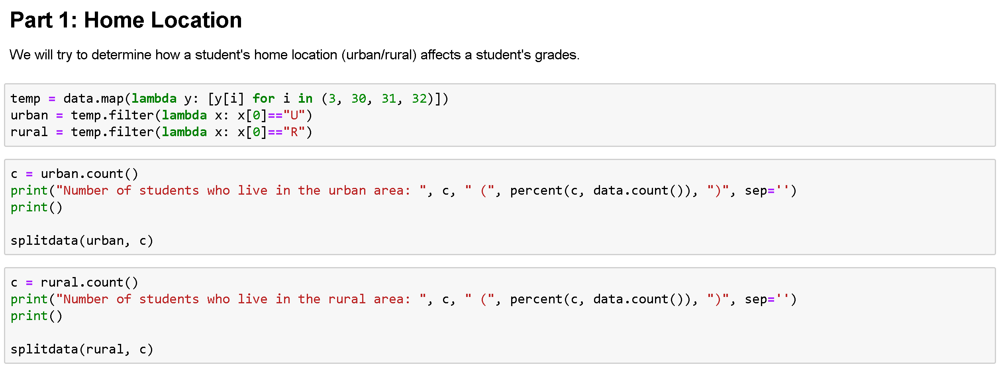 Part 1: Home Location
We will try to determine how a student's home location (urban/rural) affects a student's grades.
temp = data.map(lambda y: [y[i] for i in (3, 30, 31, 32)])
urban = temp.filter(lambda x: x[0]=="U")
rural = temp.filter(lambda x: x[0]=="R")
c = urban.count()
print("Number of students who live in the urban area: ", c, " (", percent(c, data.count()), ")", sep='')
print()
splitdata(urban, c)
c = rural.count()
print("Number of students who live in the rural area: ", c, " (", percent(c, data.count()), ")", sep='')
print()
splitdata(rural, c)